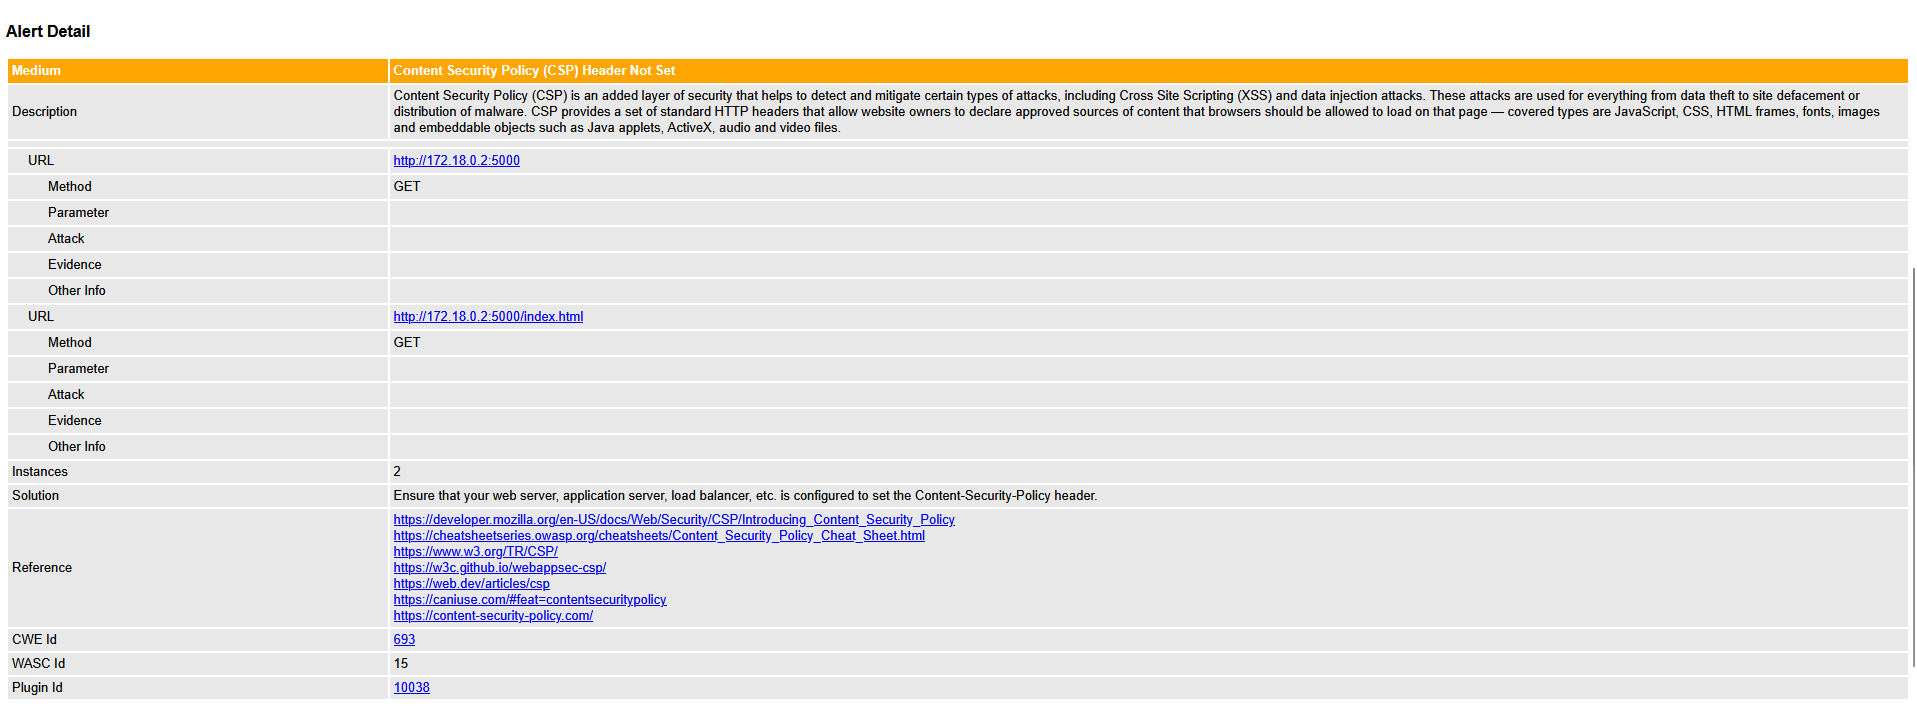 Alert Detail
Medium Content Security Policy (CSP) Header Not Set
Description
Content Security Policy (CSP) is an added layer of security that helps to detect and mitigate certain types of attacks, including Cross Site Scripting (XSS) and data injection attacks. These attacks are used for everything from data theft to site defacement or
distribution of malware. CSP provides a set of standard HTTP headers that allow website owners to declare approved sources of content that browsers should be allowed to load on that page — covered types are JavaScript, CSS, HTML frames, fonts, images
and embeddable objects such as Java applets, ActiveX, audio and video files.
URL http://172.18.0.2:5000
Method GET
Parameter
Attack
Evidence
Other Info
URL http://172.18.0.2:5000/index.html
Method GET
Parameter
Attack
Evidence
Other Info
Instances 2
Solution Ensure that your web server, application server, load balancer, etc. is configured to set the Content-Security-Policy header.
Reference
https://developer.mozilla.org/en-US/docs/Web/Security/CSP/Introducing_Content_Security_Policy
https://cheatsheetseries.owasp.org/cheatsheets/Content_Security_Policy_Cheat_Sheet.html
https://www.w3.org/TR/CSP/
https://w3c.github.io/webappsec-csp/
https://web.dev/articles/csp
https://caniuse.com/#feat=contentsecuritypolicy
https://content-security-policy.com/
CWE Id 693
WASC Id 15
Plugin Id 10038